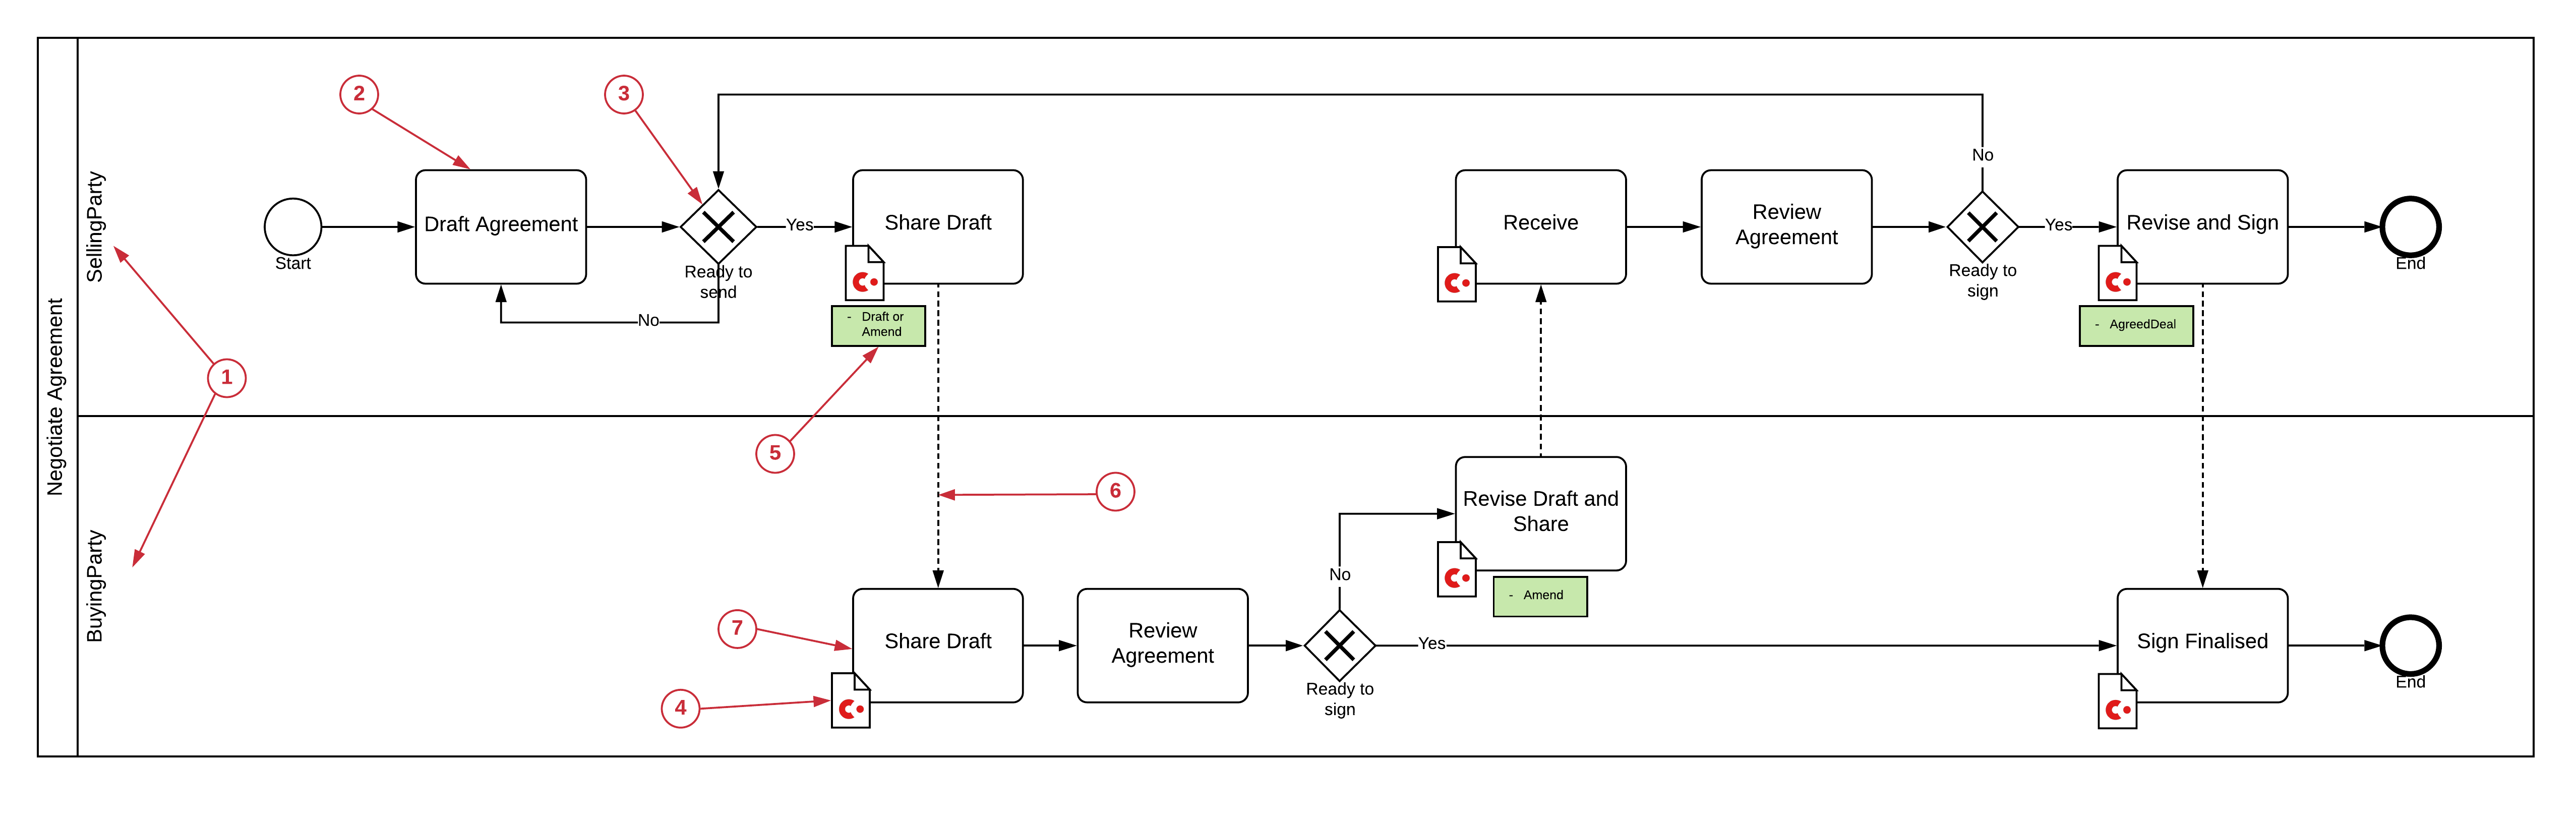 Negotiate Agreement
SellingParty
2
3
Start
Draft Agreement
Ready to
send
No
Yes
Share Draft
- Draft or
Amend
Receive
Review
Agreement
No
Ready to
sign
Yes
Revise and Sign
- AgreedDeal
End
1
5
6
BuyingParty
7
4
Share Draft
Review
Agreement
No
Ready to
sign
Yes
Revise Draft and
Share
- Amend
Sign Finalised
End